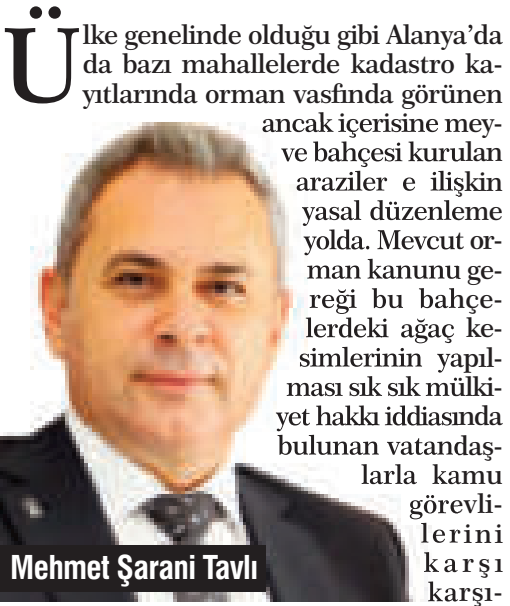 Ülke genelinde olduğu gibi Alanya’da
da bazı mahallelerde kadastro ka-
yıtlarında orman vasfında görünen
ancak içerisine mey-
ve bahçesi kurulan
araziler e ilişkin
yasal düzenleme
yolda. Mevcut or-
man kanunu ge-
reği bu bahçe-
lerdeki ağaç ke-
simlerinin yapıl-
ması sık sık mülki-
yet hakkı iddiasında
bulunan vatandaş-
larla kamu
görevli-
lerini
karşı
karşı-
Mehmet Şarani Tavlı